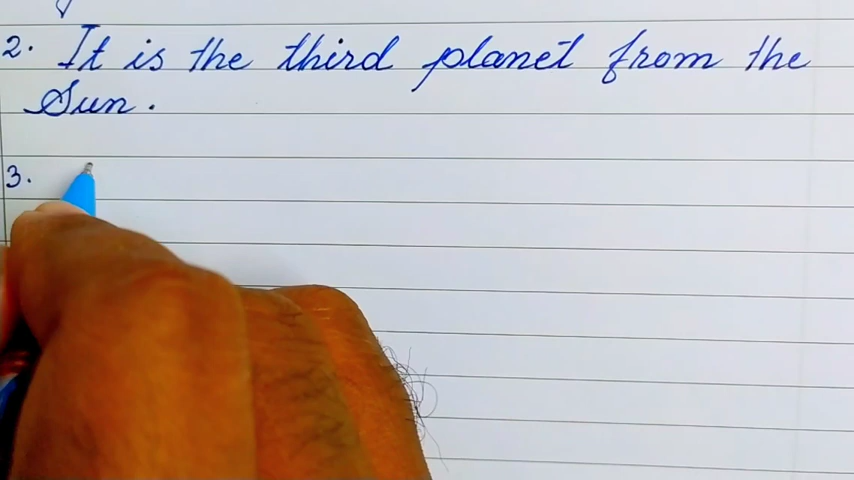 2. It is the third planet from the
Sun.
3.